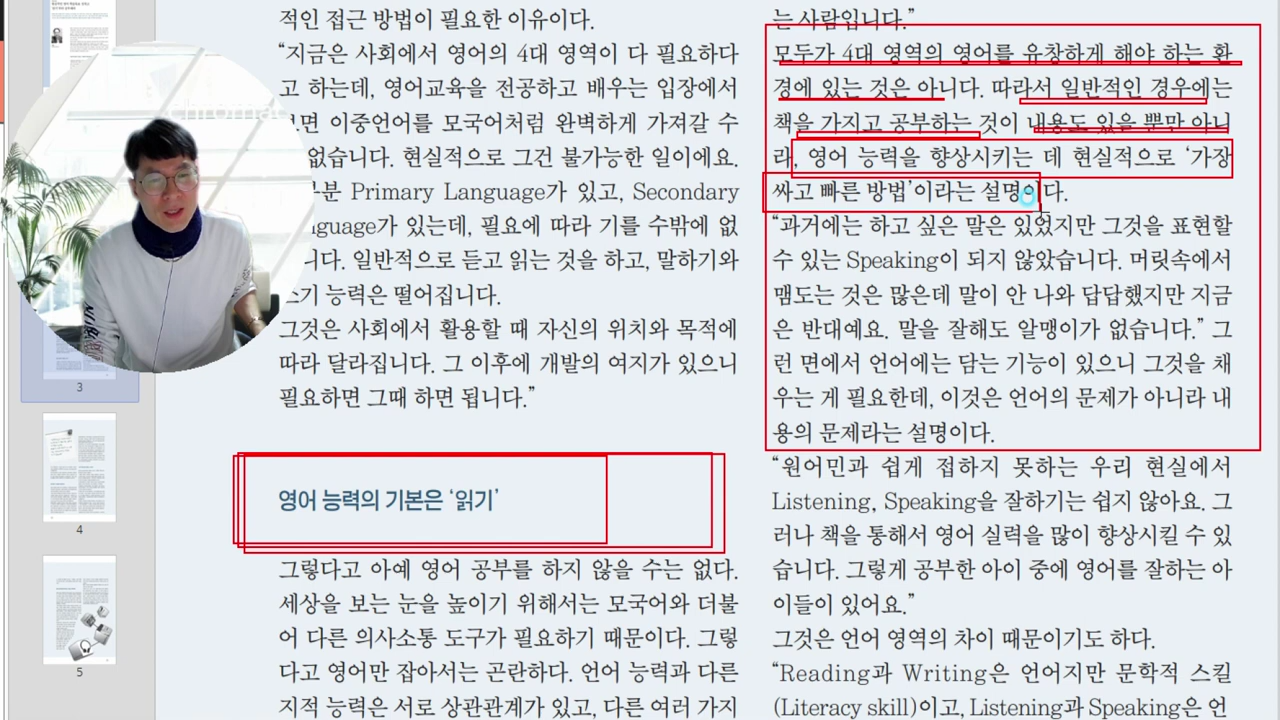 적인 접근 방법이 필요한 이유이다.
“지금은 사회에서 영어의 4대 영역이 다 필요하다
고 하는데, 영어교육을 전공하고 배우는 입장에서
면 이중언어를 모국어처럼 완벽하게 가져갈 수
없습니다. 현실적으로 그건 불가능한 일이에요.
Primary Language가 있고, Secondary
가 있는데, 필요에 따라 기를 수밖에 없
니다. 일반적으로 듣고 읽는 것을 하고, 말하기와
능력은 떨어집니다.
그것은 사회에서 활용할 때 자신의 위치와 목적에
따라 달라집니다. 그 이후에 개발의 여지가 있으니
필요하면 그때 하면 됩니다.”
영어 능력의 기본은 ‘읽기’
그렇다고 아예 영어 공부를 하지 않을 수는 없다.
세상을 보는 눈을 높이기 위해서는 모국어와 더불
어 다른 의사소통 도구가 필요하기 때문이다. 그렇
다고 영어만 잡아서는 곤란하다. 언어 능력과 다른
지적 능력은 서로 상관관계가 있고, 다른 여러 가지
는 사람입니다.”
모두가 4대 영역의 영어를 유창하게 해야 하는 환
경에 있는 것은 아니다. 따라서 일반적인 경우에는
책을 가지고 공부하는 것이 내용도 있을 뿐만 아니
라, 영어 능력을 향상시키는 데 현실적으로 ‘가장
싸고 빠른 방법’이라는 설명이다.
“과거에는 하고 싶은 말은 있었지만 그것을 표현할
수 있는 Speaking이 되지 않았습니다. 머릿속에서
맴도는 것은 많은데 말이 안 나와 답답했지만 지금
은 반대예요. 말을 잘해도 알맹이가 없습니다.” 그
런 면에서 언어에는 담는 기능이 있으니 그것을 채
우는 게 필요한데, 이것은 언어의 문제가 아니라 내
용의 문제라는 설명이다.
“원어민과 쉽게 접하지 못하는 우리 현실에서
Listening, Speaking을 잘하기는 쉽지 않아요. 그
러나 책을 통해서 영어 실력을 많이 향상시킬 수 있
습니다. 그렇게 공부한 아이 중에 영어를 잘하는 아
이들이 있어요.”
그것은 언어 영역의 차이 때문이기도 하다.
“Reading과 Writing은 언어지만 문학적 스킬
(Literacy skill)이고, Listening과 Speaking은 언
3
4
5